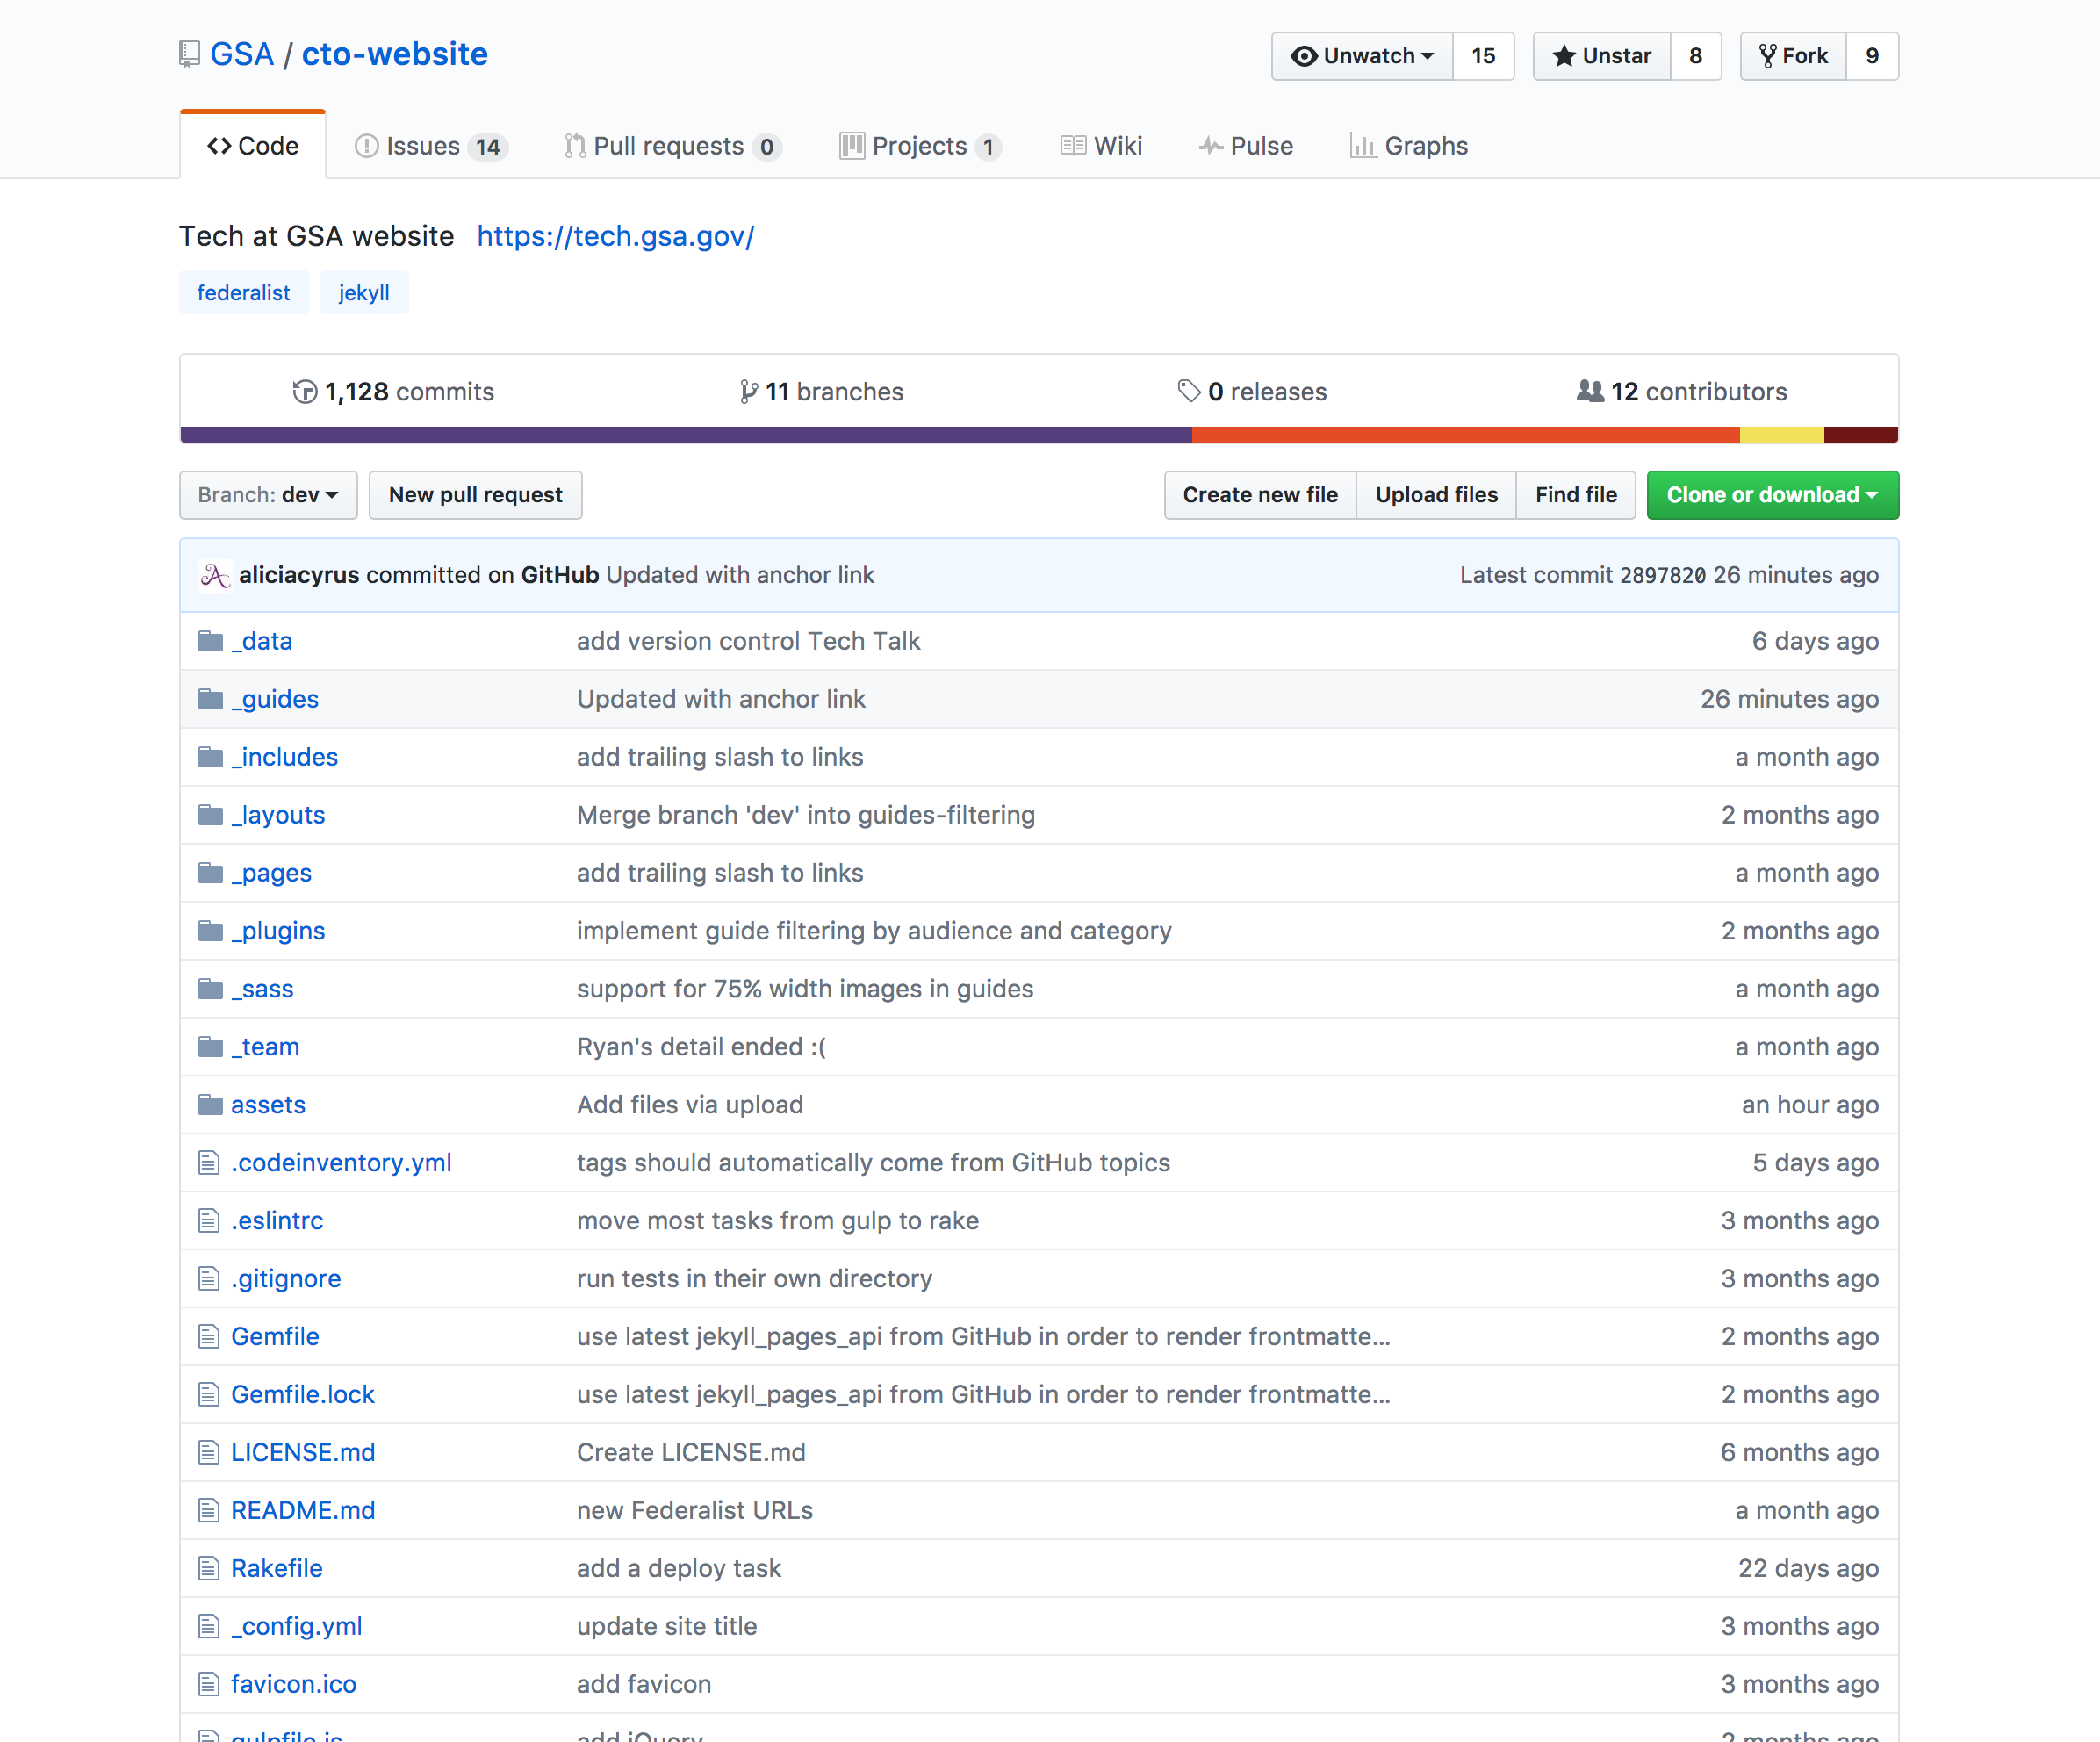 GSA / cto-website
Unwatch 15 Unstar 8 Fork 9
Code Issues 14 Pull requests 0 Projects 1 Wiki Pulse Graphs
Tech at GSA website https://tech.gsa.gov/
federalist jekyll
1,128 commits 11 branches 0 releases 12 contributors
Branch: dev New pull request Create new file Upload files Find file Clone or download
aliciacyrus committed on GitHub Updated with anchor link Latest commit 2897820 26 minutes ago
_data add version control Tech Talk 6 days ago
_guides Updated with anchor link 26 minutes ago
_includes add trailing slash to links a month ago
_layouts Merge branch 'dev' into guides-filtering 2 months ago
_pages add trailing slash to links a month ago
_plugins implement guide filtering by audience and category 2 months ago
_sass support for 75% width images in guides a month ago
_team Ryan's detail ended :( a month ago
assets Add files via upload an hour ago
.codeinventory.yml tags should automatically come from GitHub topics 5 days ago
.eslintrc move most tasks from gulp to rake 3 months ago
.gitignore run tests in their own directory 3 months ago
Gemfile use latest jekyll_pages_api from GitHub in order to render frontmatte... 2 months ago
Gemfile.lock use latest jekyll_pages_api from GitHub in order to render frontmatte... 2 months ago
LICENSE.md Create LICENSE.md 6 months ago
README.md new Federalist URLs a month ago
Rakefile add a deploy task 22 days ago
_config.yml update site title 3 months ago
favicon.ico add favicon 3 months ago
gulpfile.js add jQuery 2 months ago